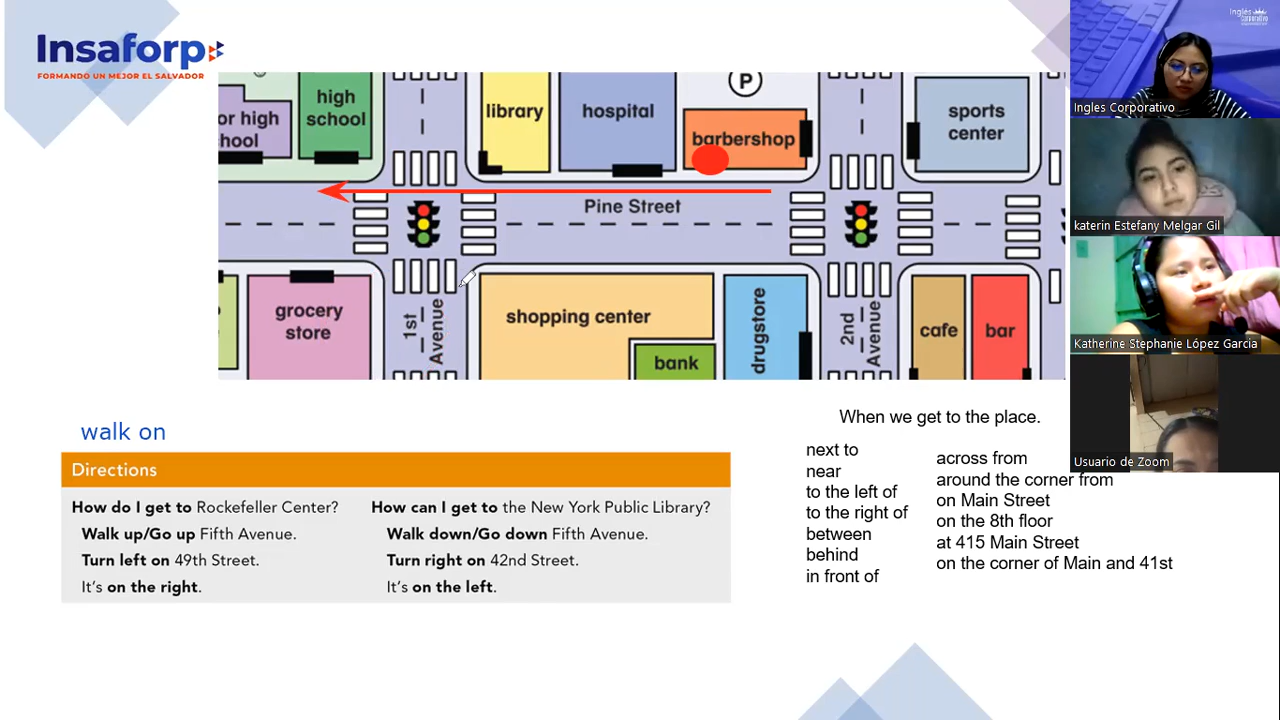 Insaforp
FORMANDO UN MEJOR EL SALVADOR
high school
or high
hool
library
hospital
P
barbershop
sports center
Pine Street
grocery store
1st Avenue
shopping center
bank
drugstore
2nd Avenue
cafe
bar
walk on
Directions
How do I get to Rockefeller Center?
Walk up/Go up Fifth Avenue.
Turn left on 49th Street.
It's on the right.
How can I get to the New York Public Library?
Walk down/Go down Fifth Avenue.
Turn right on 42nd Street.
It's on the left.
When we get to the place.
next to
near
to the left of
to the right of
between
behind
in front of
across from
around the corner from
on Main Street
on the 8th floor
at 415 Main Street
on the corner of Main and 41st
Inglés
Corporativo
Ingles Corporativo
katerin Estefany Melgar Gil
Katherine Stephanie López García
Usuario de Zoom